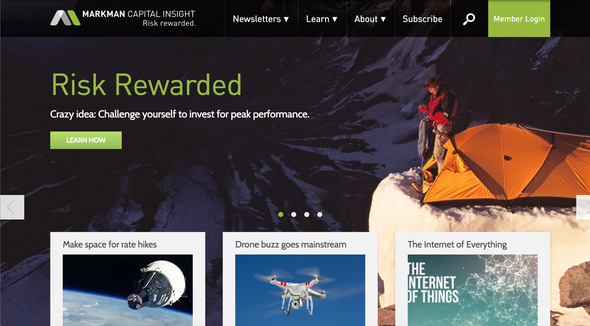 MARKMAN CAPITAL INSIGHT
Risk rewarded.
Newsletters ▾
Learn ▾
About ▾
Subscribe
Member Login
Risk Rewarded
Crazy idea: Challenge yourself to invest for peak performance.
LEARN HOW
Make space for rate hikes
Drone buzz goes mainstream
The Internet of Everything
THE
INTERNET
OF THINGS